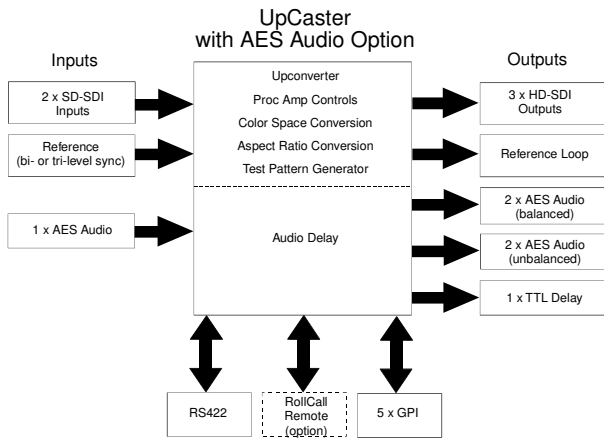 UpCaster
with AES Audio Option
Inputs
Outputs
2 x SD-SDI
Inputs
Reference
(bi- or tri-level sync)
1 x AES Audio
Upconverter
Proc Amp Controls
Color Space Conversion
Aspect Ratio Conversion
Test Pattern Generator
Audio Delay
3 x HD-SDI
Outputs
Reference Loop
2 x AES Audio
(balanced)
2 x AES Audio
(unbalanced)
1 x TTL Delay
RS422
RollCall
Remote
(option)
5 x GPI